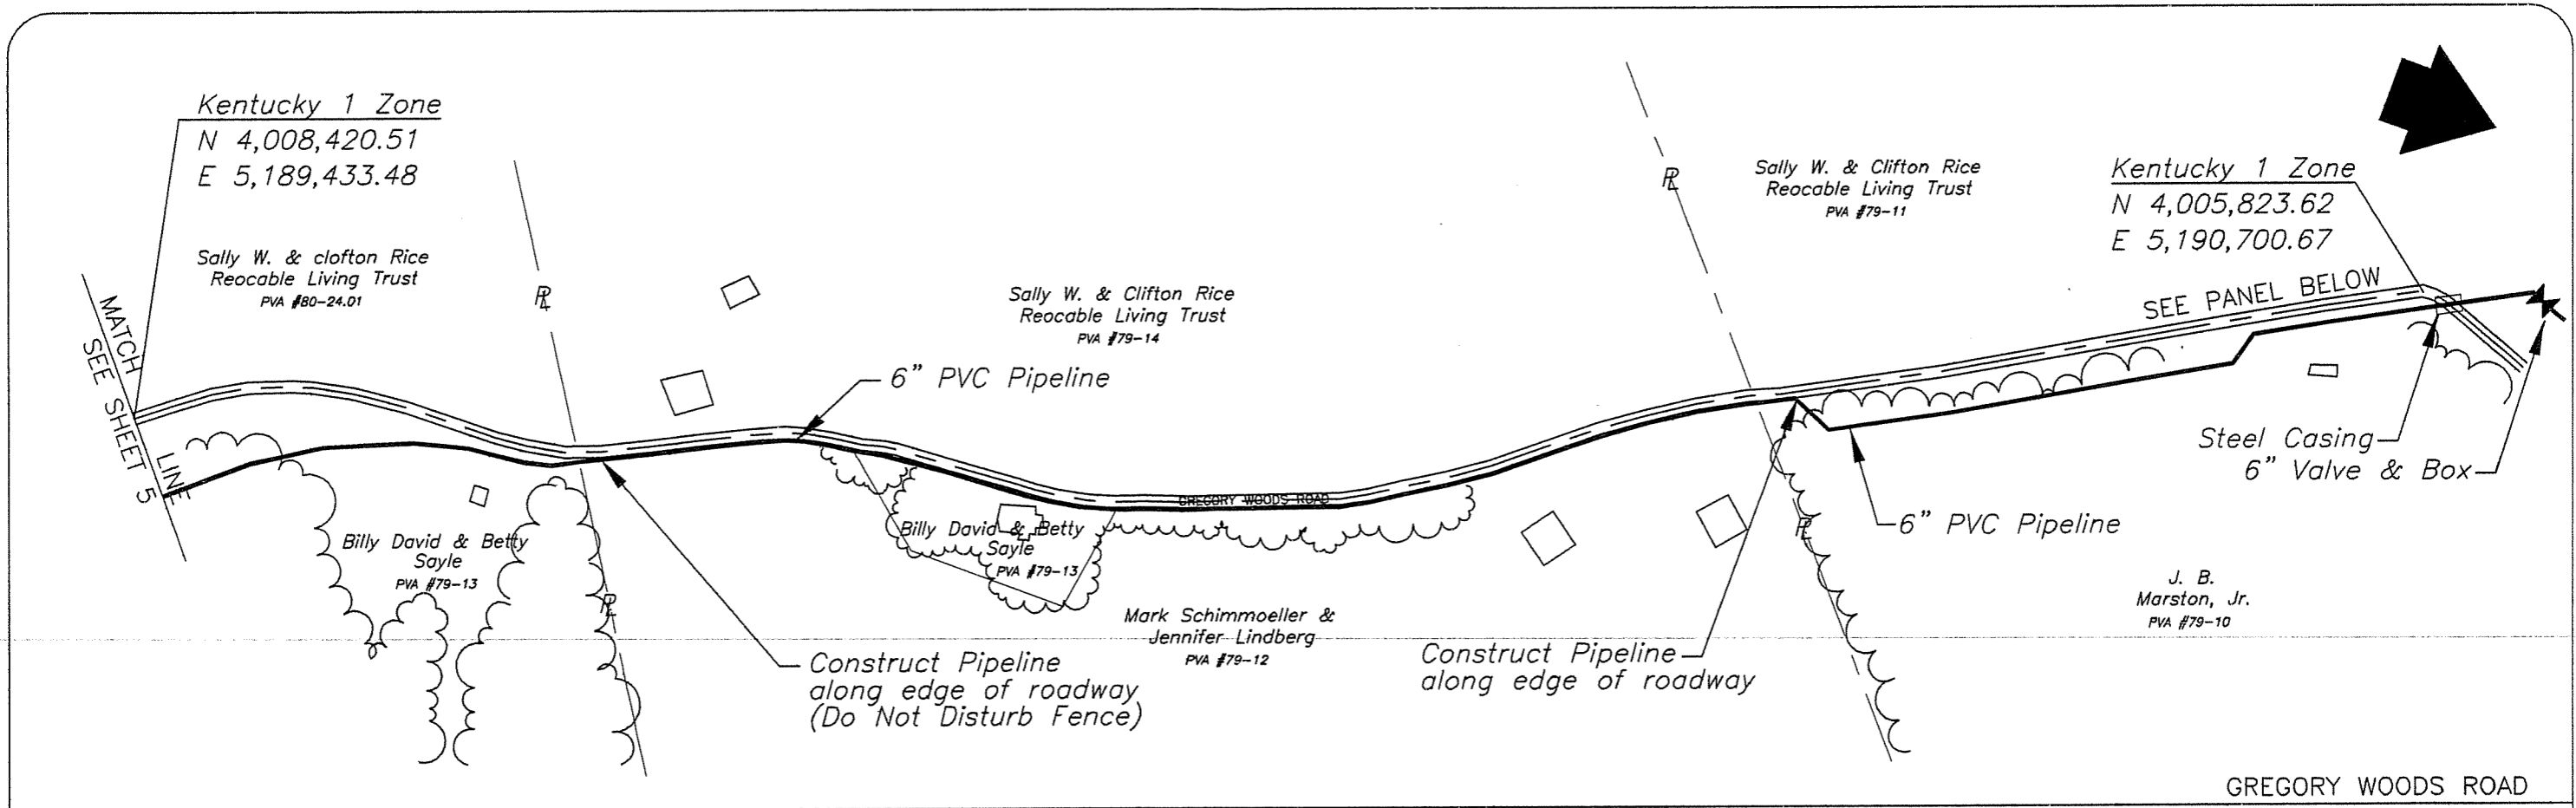 Kentucky 1 Zone
N 4,008,420.51
E 5,189,433.48
Sally W. & clofton Rice
Reocable Living Trust
PVA #80-24.01
MATCH LINE
SEE SHEET 5
PL
Sally W. & Clifton Rice
Reocable Living Trust
PVA #79-14
6" PVC Pipeline
PL
Sally W. & Clifton Rice
Reocable Living Trust
PVA #79-11
Kentucky 1 Zone
N 4,005,823.62
E 5,190,700.67
SEE PANEL BELOW
Steel Casing
6" Valve & Box
GREGORY WOODS ROAD
Billy David & Betty
Sayle
PVA #79-13
PL
Billy David & Betty
Sayle
PVA #79-13
Mark Schimmoeller &
Jennifer Lindberg
PVA #79-12
Construct Pipeline
along edge of roadway
(Do Not Disturb Fence)
Construct Pipeline
along edge of roadway
PL
6" PVC Pipeline
J. B.
Marston, Jr.
PVA #79-10
GREGORY WOODS ROAD